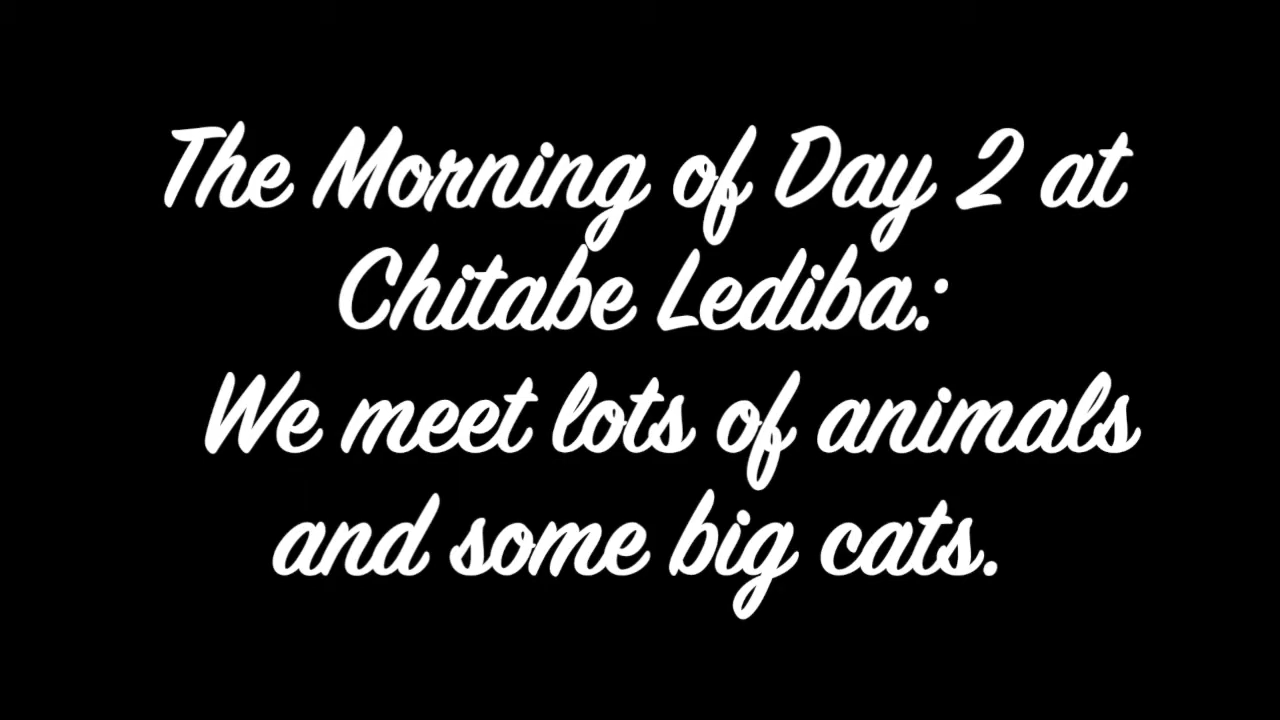 The Morning of Day 2 at
Chitabe Lediba.:
We meet lots of animals
and some big cats.